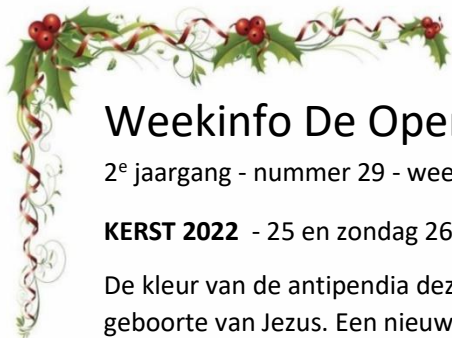 Weekinfo De Open
2e jaargang - nummer 29 - wee
KERST 2022 - 25 en zondag 26
De kleur van de antipendia dez
geboorte van Jezus. Een nieuw